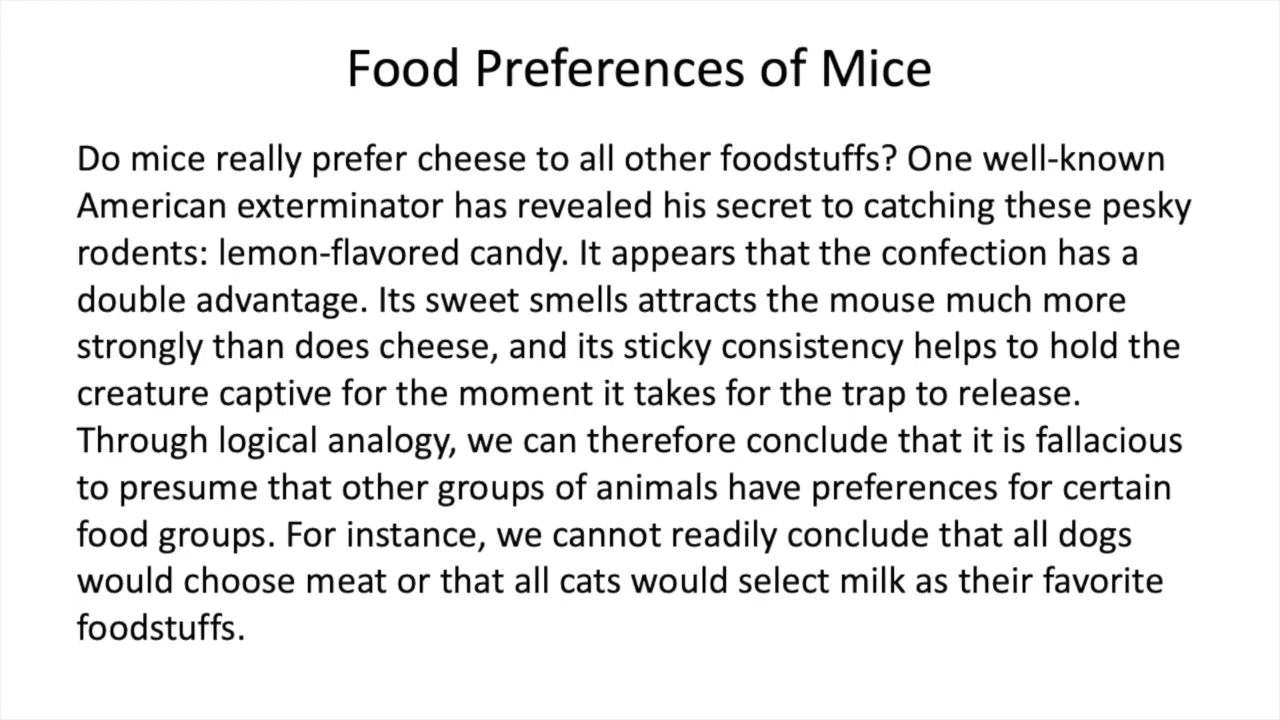 Food Preferences of Mice
Do mice really prefer cheese to all other foodstuffs? One well-known
American exterminator has revealed his secret to catching these pesky
rodents: lemon-flavored candy. It appears that the confection has a
double advantage. Its sweet smells attracts the mouse much more
strongly than does cheese, and its sticky consistency helps to hold the
creature captive for the moment it takes for the trap to release.
Through logical analogy, we can therefore conclude that it is fallacious
to presume that other groups of animals have preferences for certain
food groups. For instance, we cannot readily conclude that all dogs
would choose meat or that all cats would select milk as their favorite
foodstuffs.